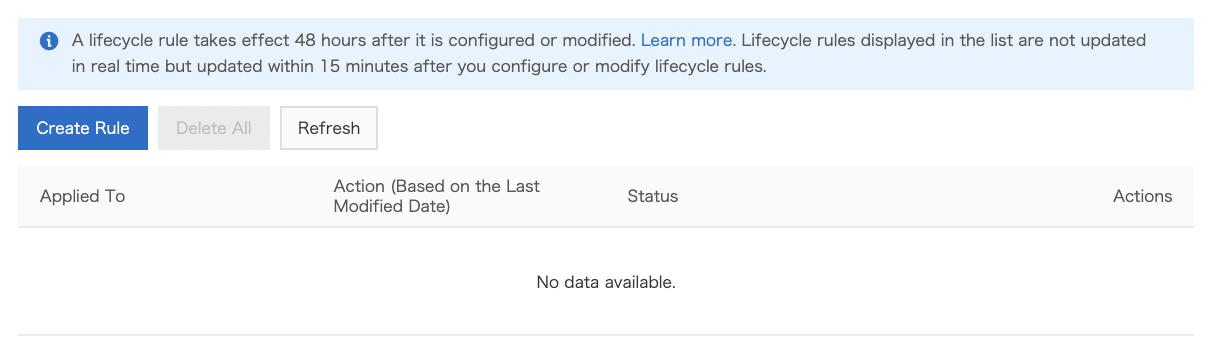 A lifecycle rule takes effect 48 hours after it is configured or modified. Learn more. Lifecycle rules displayed in the list are not updated
in real time but updated within 15 minutes after you configure or modify lifecycle rules.
Create Rule Delete All Refresh
Applied To Action (Based on the Last Modified Date) Status Actions
No data available.